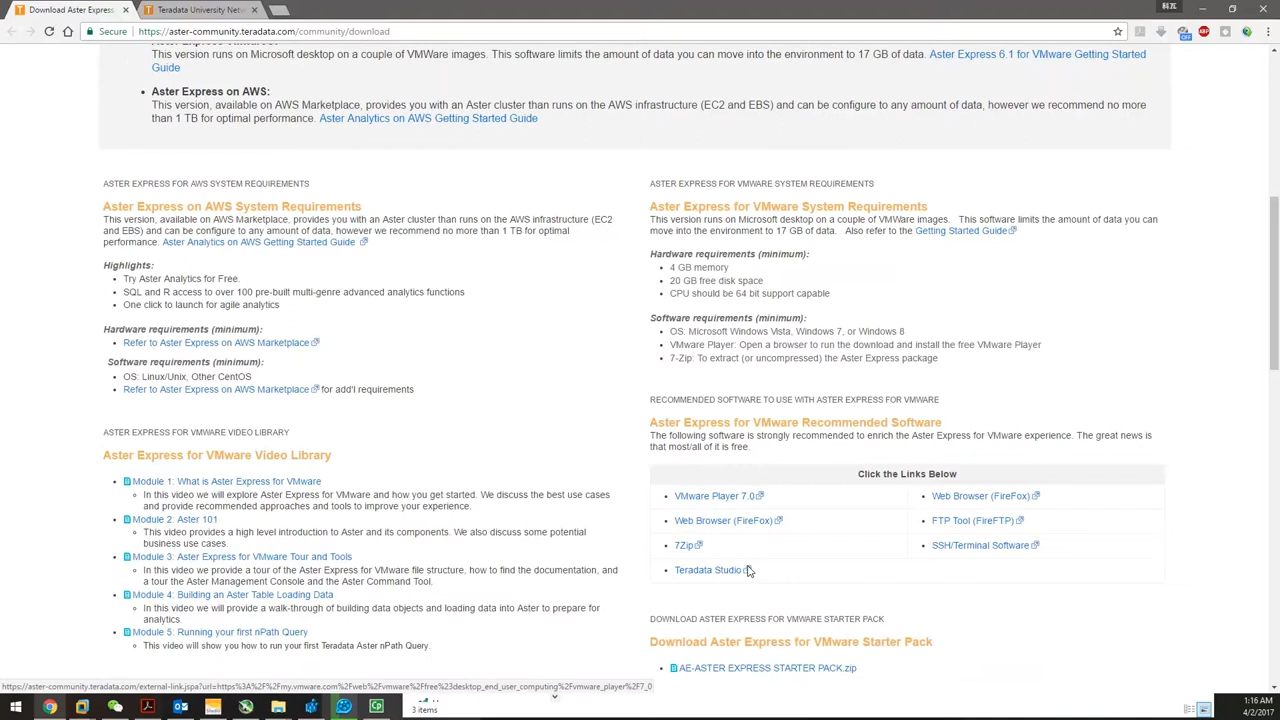 Download Aster Express
Teradata University Netw
Secure
https://aster-community.teradata.com/community/download
This version runs on Microsoft desktop on a couple of VMWare images. This software limits the amount of data you can move into the environment to 17 GB of data. Aster Express 6.1 for VMware Getting Started
Guide
Aster Express on AWS:
This version, available on AWS Marketplace, provides you with an Aster cluster than runs on the AWS infrastructure (EC2 and EBS) and can be configure to any amount of data, however we recommend no more
than 1 TB for optimal performance. Aster Analytics on AWS Getting Started Guide
ASTER EXPRESS FOR AWS SYSTEM REQUIREMENTS
Aster Express on AWS System Requirements
This version, available on AWS Marketplace, provides you with an Aster cluster than runs on the AWS infrastructure (EC2
and EBS) and can be configure to any amount of data, however we recommend no more than 1 TB for optimal
performance. Aster Analytics on AWS Getting Started Guide
Highlights:
Try Aster Analytics for Free.
SQL and R access to over 100 pre-built multi-genre advanced analytics functions
One click to launch for agile analytics
Hardware requirements (minimum):
Refer to Aster Express on AWS Marketplace
Software requirements (minimum):
OS: Linux/Unix, Other CentOS
Refer to Aster Express on AWS Marketplace for add'l requirements
ASTER EXPRESS FOR VMWARE VIDEO LIBRARY
Aster Express for VMware Video Library
Module 1: What is Aster Express for VMware
In this video we will explore Aster Express for VMware and how you get started. We discuss the best use cases
and provide recommended approaches and tools to improve your experience.
Module 2: Aster 101
This video provides a high level introduction to Aster and its components. We also discuss some potential
business use cases.
Module 3: Aster Express for VMware Tour and Tools
In this video we provide a tour of the Aster Express for VMware file structure, how to find the documentation, and
a tour the Aster Management Console and the Aster Command Tool.
Module 4: Building an Aster Table Loading Data
In this video we will provide a walk-through of building data objects and loading data into Aster to prepare for
analytics.
Module 5: Running your first nPath Query
This video will show you how to run your first Teradata Aster nPath Query.
ASTER EXPRESS FOR VMWARE SYSTEM REQUIREMENTS
Aster Express for VMware System Requirements
This version runs on Microsoft desktop on a couple of VMWare images. This software limits the amount of data you can
move into the environment to 17 GB of data. Also refer to the Getting Started Guide
Hardware requirements (minimum):
4 GB memory
20 GB free disk space
CPU should be 64 bit support capable
Software requirements (minimum):
OS: Microsoft Windows Vista, Windows 7, or Windows 8
VMware Player: Open a browser to run the download and install the free VMware Player
7-Zip: To extract (or uncompressed) the Aster Express package
RECOMMENDED SOFTWARE TO USE WITH ASTER EXPRESS FOR VMWARE
Aster Express for VMware Recommended Software
The following software is strongly recommended to enrich the Aster Express for VMware experience. The great news is
that most/all of it is free.
Click the Links Below
VMware Player 7.0
Web Browser (FireFox)
Web Browser (FireFox)
FTP Tool (FireFTP)
7Zip
SSH/Terminal Software
Teradata Studio
DOWNLOAD ASTER EXPRESS FOR VMWARE STARTER PACK
Download Aster Express for VMware Starter Pack
AE-ASTER EXPRESS STARTER PACK.zip
https://aster-community.teradata.com/external-link.jspa?url=https%3A%2F%2Fmy.vmware.com%2Fweb%2Fvmware%2Ffree%23desktop_end_user_computing%2Fvmware_player%2F7_0
3 items
1:16 AM
4/2/2017